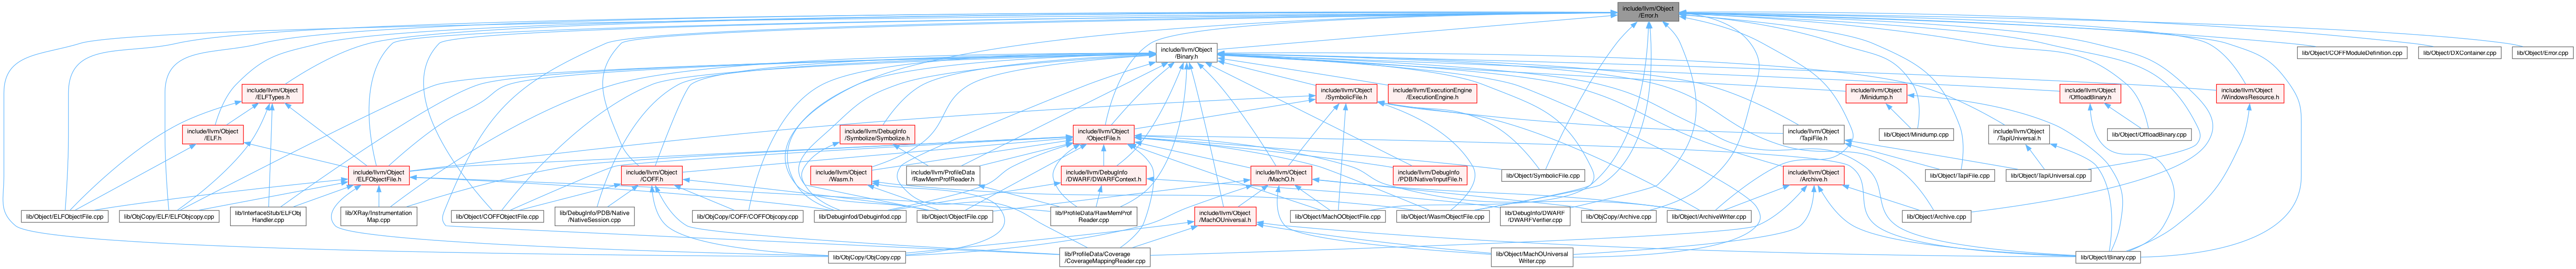 include/llvm/Object
/Error.h
include/llvm/Object
/Binary.h
lib/Object/COFFModuleDefinition.cpp
lib/Object/DXContainer.cpp
lib/Object/Error.cpp
include/llvm/Object
/ELFTypes.h
include/llvm/Object
/SymbolicFile.h
include/llvm/ExecutionEngine
/ExecutionEngine.h
include/llvm/Object
/Minidump.h
include/llvm/Object
/OffloadBinary.h
include/llvm/Object
/WindowsResource.h
include/llvm/Object
/ELF.h
include/llvm/DebugInfo
/Symbolize/Symbolize.h
include/llvm/Object
/ObjectFile.h
include/llvm/Object
/TapiFile.h
lib/Object/Minidump.cpp
include/llvm/Object
/TapiUniversal.h
lib/Object/OffloadBinary.cpp
include/llvm/Object
/ELFObjectFile.h
include/llvm/Object
/COFF.h
include/llvm/Object
/Wasm.h
include/llvm/ProfileData
/RawMemProfReader.h
include/llvm/DebugInfo
/DWARF/DWARFContext.h
include/llvm/Object
/MachO.h
include/llvm/DebugInfo
/PDB/Native/InputFile.h
lib/Object/SymbolicFile.cpp
include/llvm/Object
/Archive.h
lib/Object/TapiFile.cpp
lib/Object/TapiUniversal.cpp
lib/Object/ELFObjectFile.cpp
lib/ObjCopy/ELF/ELFObjcopy.cpp
lib/InterfaceStub/ELFObj
Handler.cpp
lib/XRay/Instrumentation
Map.cpp
lib/Object/COFFObjectFile.cpp
lib/DebugInfo/PDB/Native
/NativeSession.cpp
lib/ObjCopy/COFF/COFFObjcopy.cpp
lib/Debuginfod/Debuginfod.cpp
lib/Object/ObjectFile.cpp
lib/ProfileData/RawMemProf
Reader.cpp
include/llvm/Object
/MachOUniversal.h
lib/Object/MachOObjectFile.cpp
lib/Object/WasmObjectFile.cpp
lib/DebugInfo/DWARF
/DWARFVerifier.cpp
lib/ObjCopy/Archive.cpp
lib/Object/ArchiveWriter.cpp
lib/Object/Archive.cpp
lib/ObjCopy/ObjCopy.cpp
lib/ProfileData/Coverage
/CoverageMappingReader.cpp
lib/Object/MachOUniversal
Writer.cpp
lib/Object/Binary.cpp